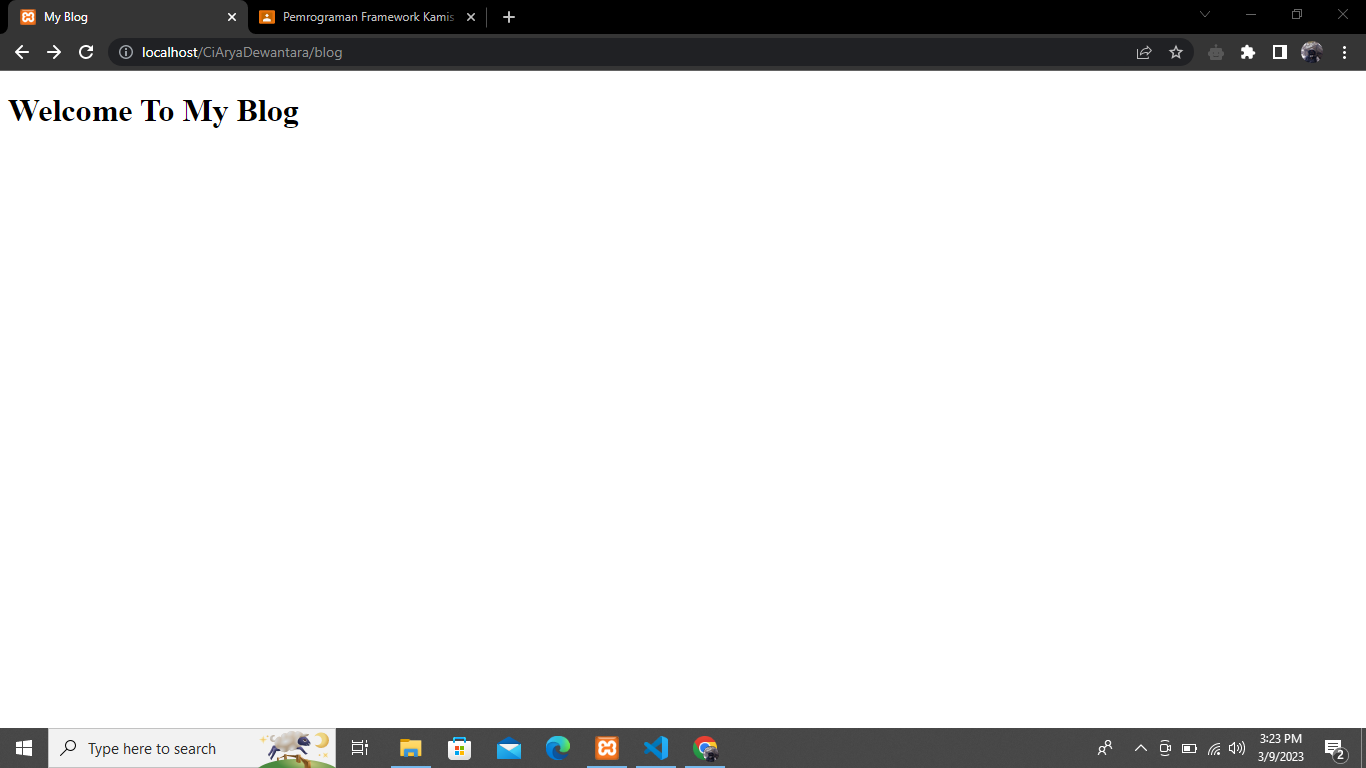 My Blog
Pemrograman Framework Kamis
localhost/CiAryaDewantara/blog
Welcome To My Blog
Type here to search
3:23 PM
3/9/2023
2